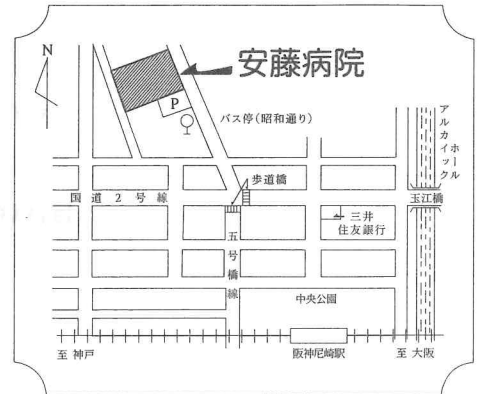 N
安藤病院
P
バス停(昭和通り)
アルカイックホール
歩道橋
国道2号線
玉江橋
三井
住友銀行
五号橋線
中央公園
至 神戸
阪神尼崎駅
至 大阪